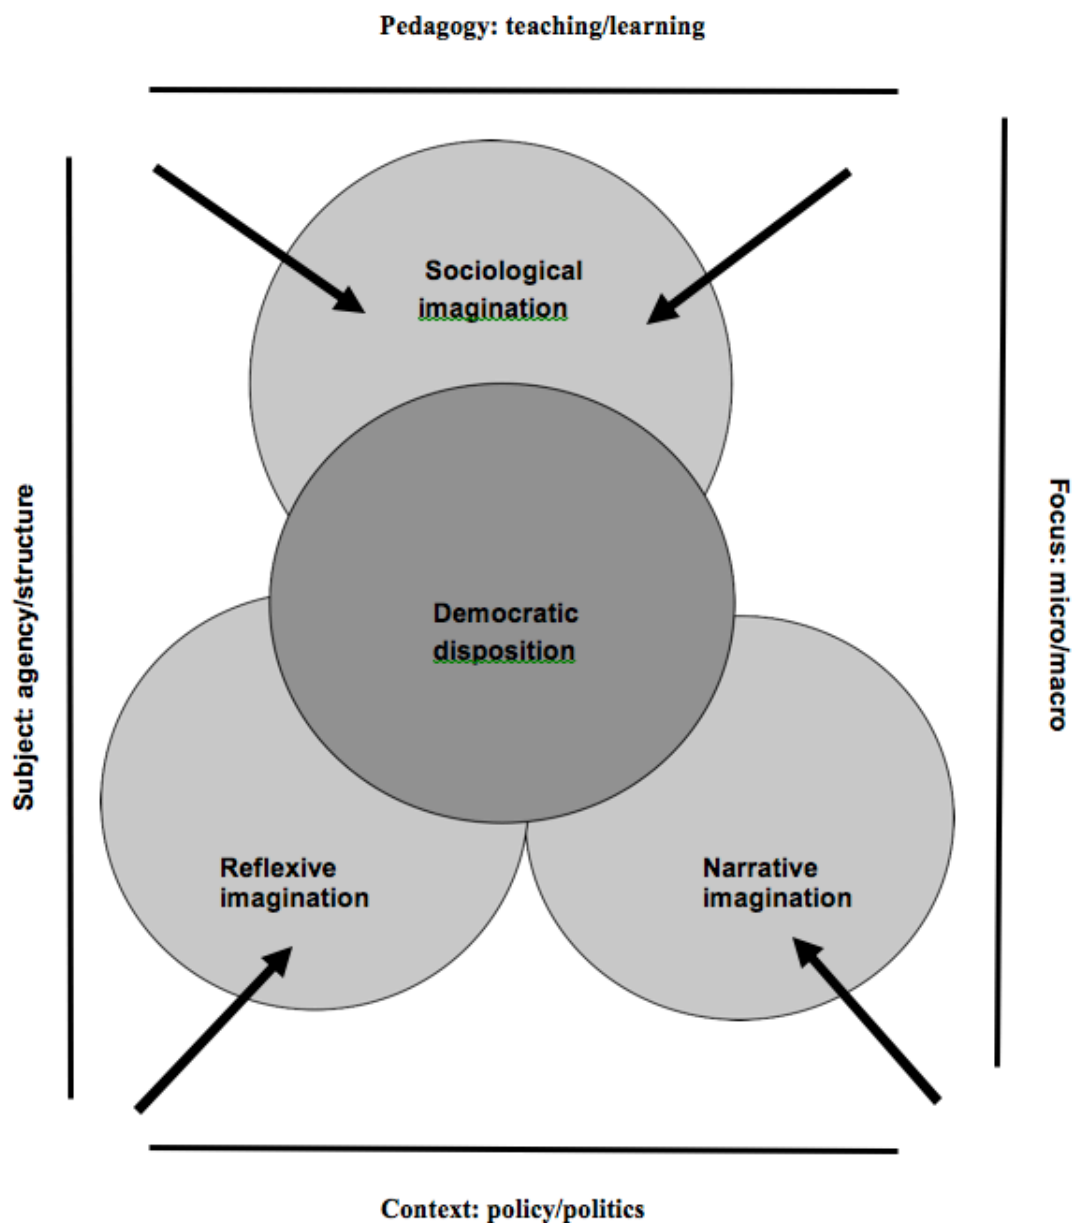 Pedagogy: teaching/learning
Sociological
imagination
Subject: agency/structure
Focus: micro/macro
Democratic
disposition
Reflexive
imagination
Narrative
imagination
Context: policy/politics